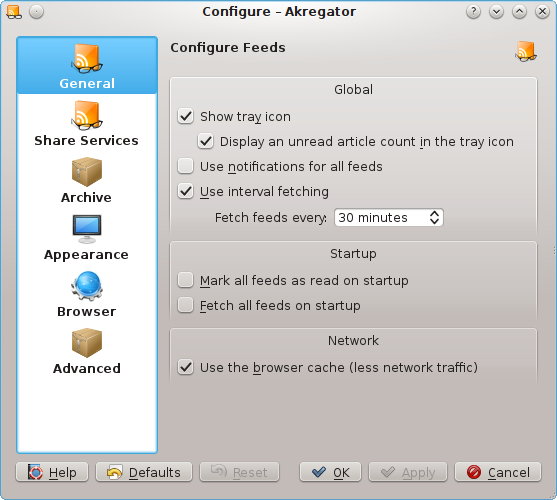 Configure – Akregator
General
Share Services
Archive
Appearance
Browser
Advanced
Configure Feeds
Global
Show tray icon
Display an unread article count in the tray icon
Use notifications for all feeds
Use interval fetching
Fetch feeds every: 30 minutes
Startup
Mark all feeds as read on startup
Fetch all feeds on startup
Network
Use the browser cache (less network traffic)
Help Defaults Reset OK Apply Cancel